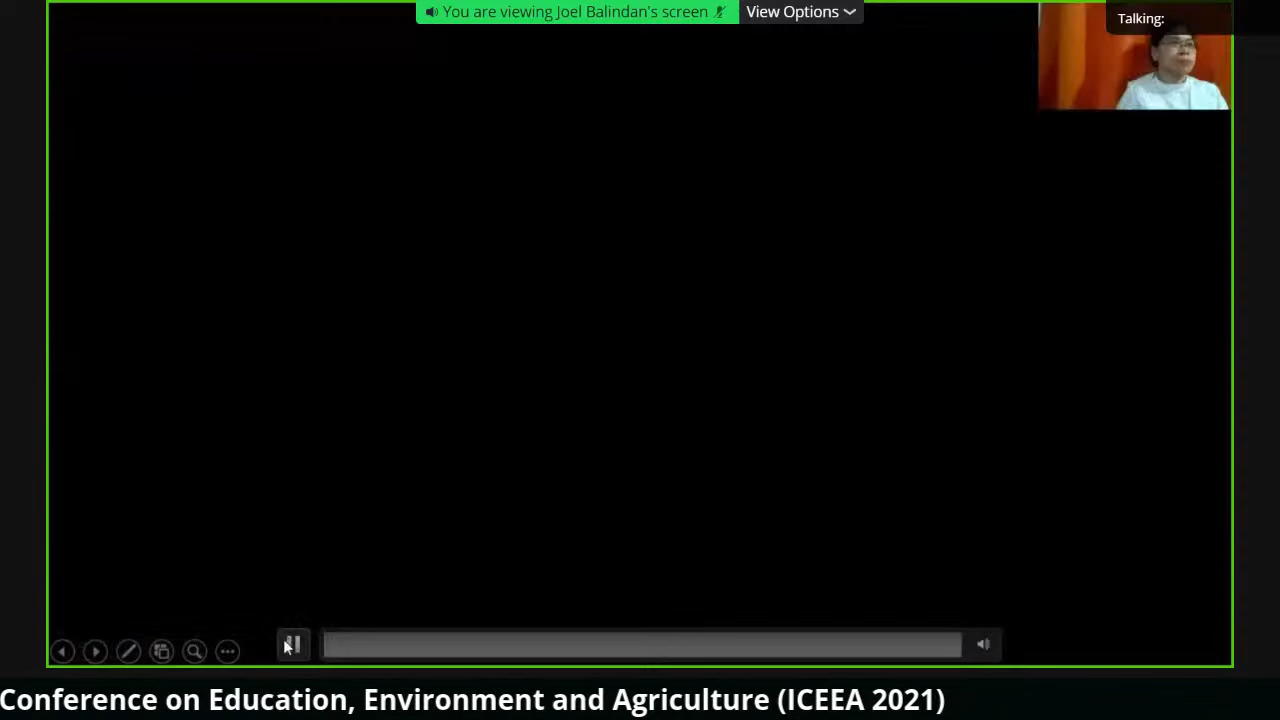 You are viewing Joel Balindan's screen View Options
Talking:
Conference on Education, Environment and Agriculture (ICEEA 2021)